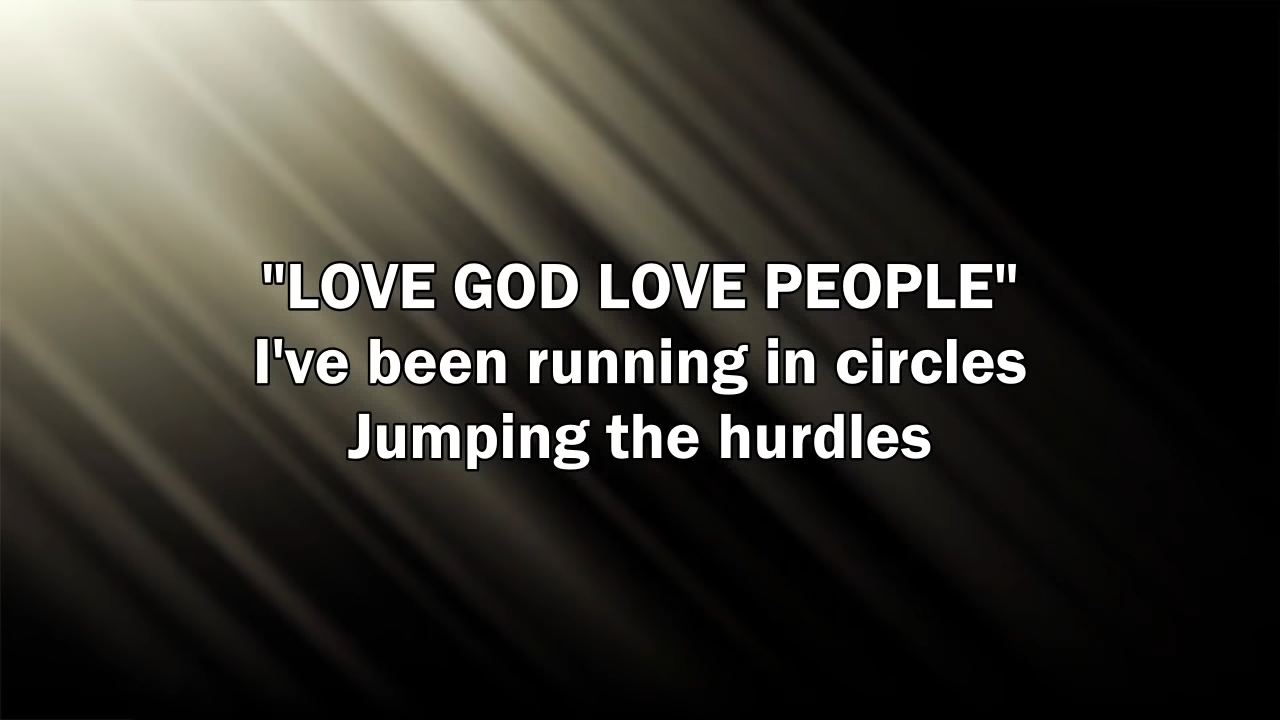 "LOVE GOD LOVE PEOPLE"
I've been running in circles
Jumping the hurdles